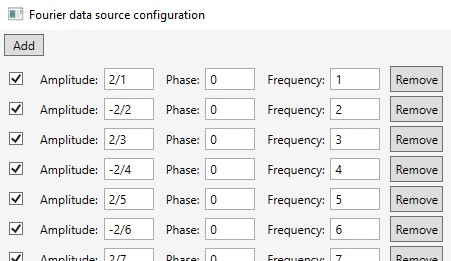 Fourier data source configuration
Add
Amplitude: 2/1 Phase: 0 Frequency: 1 Remove
Amplitude: -2/2 Phase: 0 Frequency: 2 Remove
Amplitude: 2/3 Phase: 0 Frequency: 3 Remove
Amplitude: -2/4 Phase: 0 Frequency: 4 Remove
Amplitude: 2/5 Phase: 0 Frequency: 5 Remove
Amplitude: -2/6 Phase: 0 Frequency: 6 Remove
Amplitude: 2/7 Phase: 0 Frequency: 7 Remove